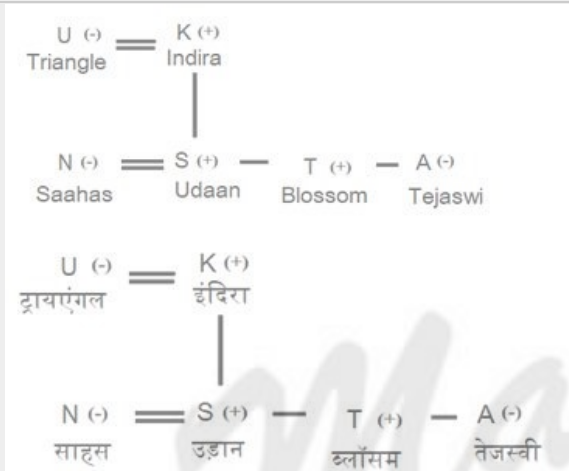 U (-) K (+)
Triangle Indira
N (-) S (+) T (+) A (-)
Saahas Udaan Blossom Tejaswi
U (-) K (+)
ट्रायएंगल इंदिरा
N (-) S (+) T (+) A (-)
साहस उड़ान ब्लॉसम तेजस्वी